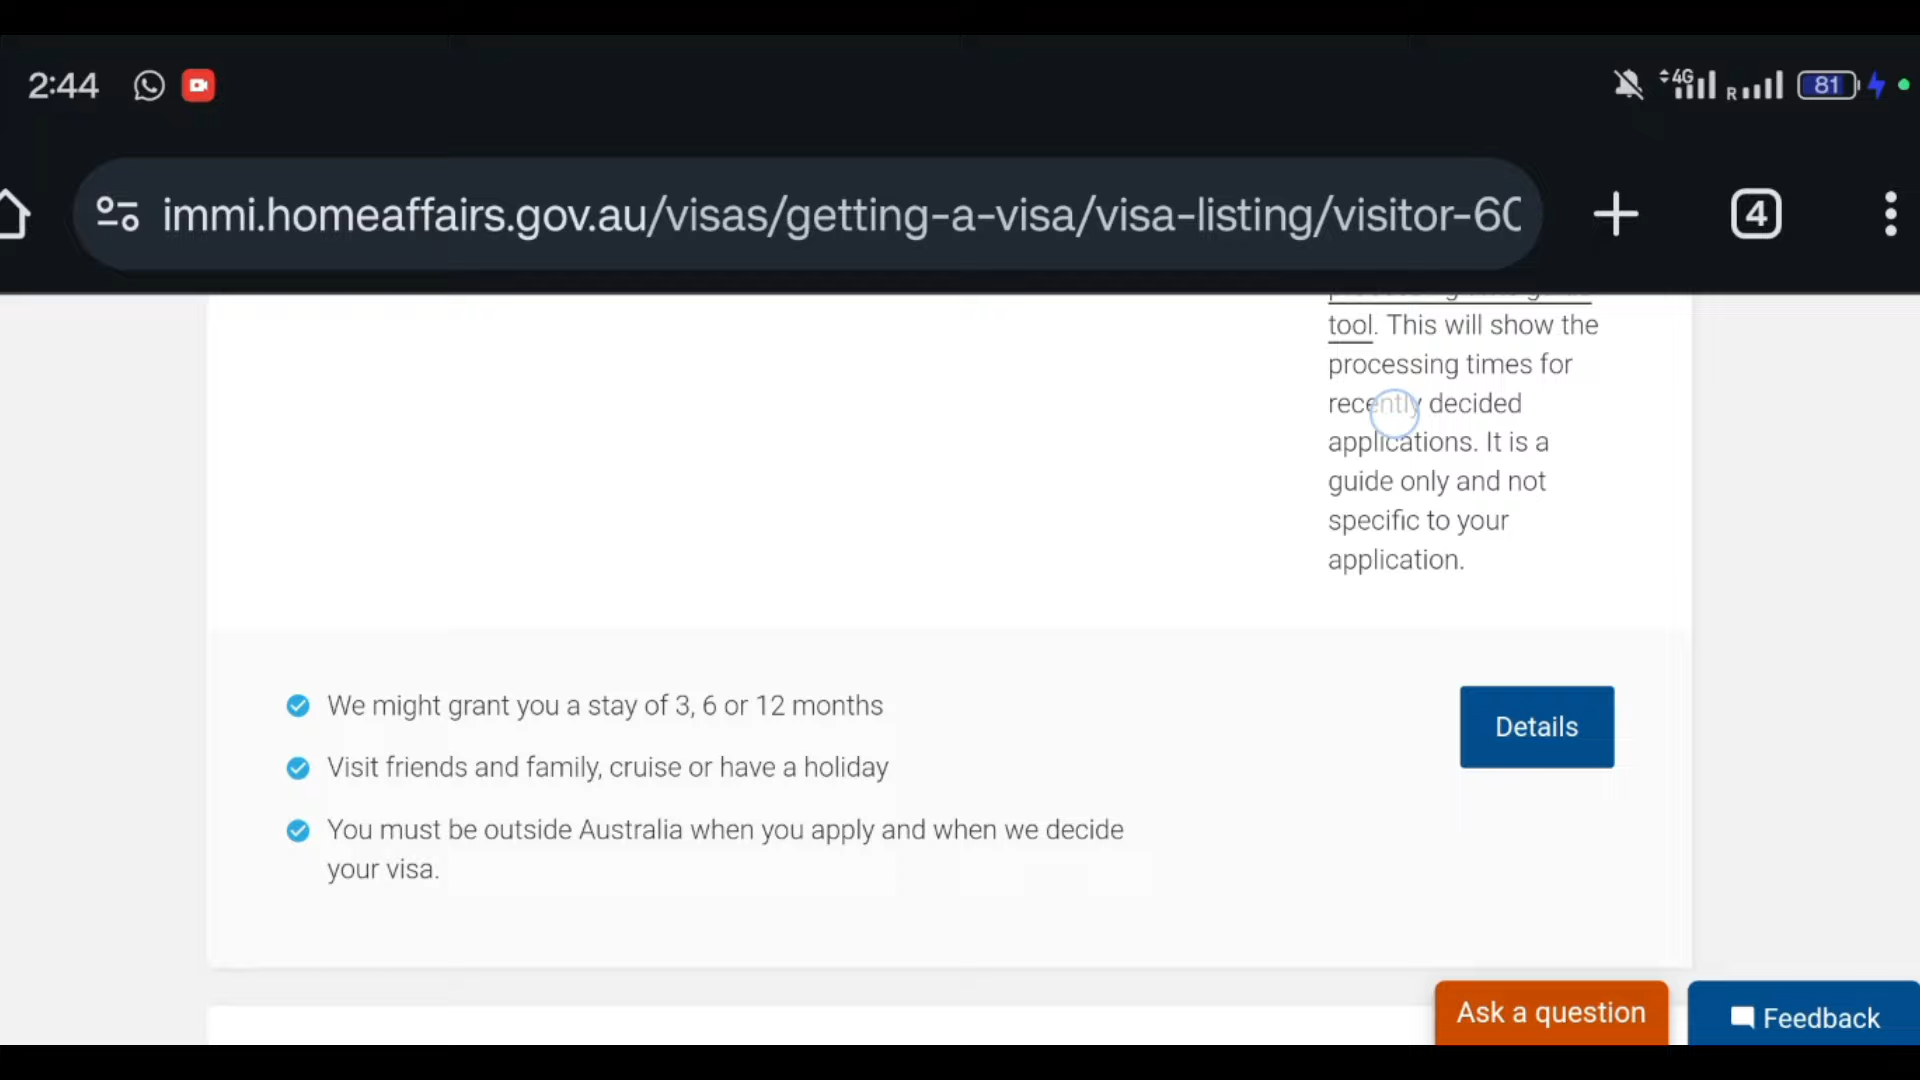 2:44
4G
R
81
immi.homeaffairs.gov.au/visas/getting-a-visa/visa-listing/visitor-60
4
tool. This will show the
processing times for
recently decided
applications. It is a
guide only and not
specific to your
application.
We might grant you a stay of 3, 6 or 12 months
Details
Visit friends and family, cruise or have a holiday
You must be outside Australia when you apply and when we decide
your visa.
Ask a question
Feedback